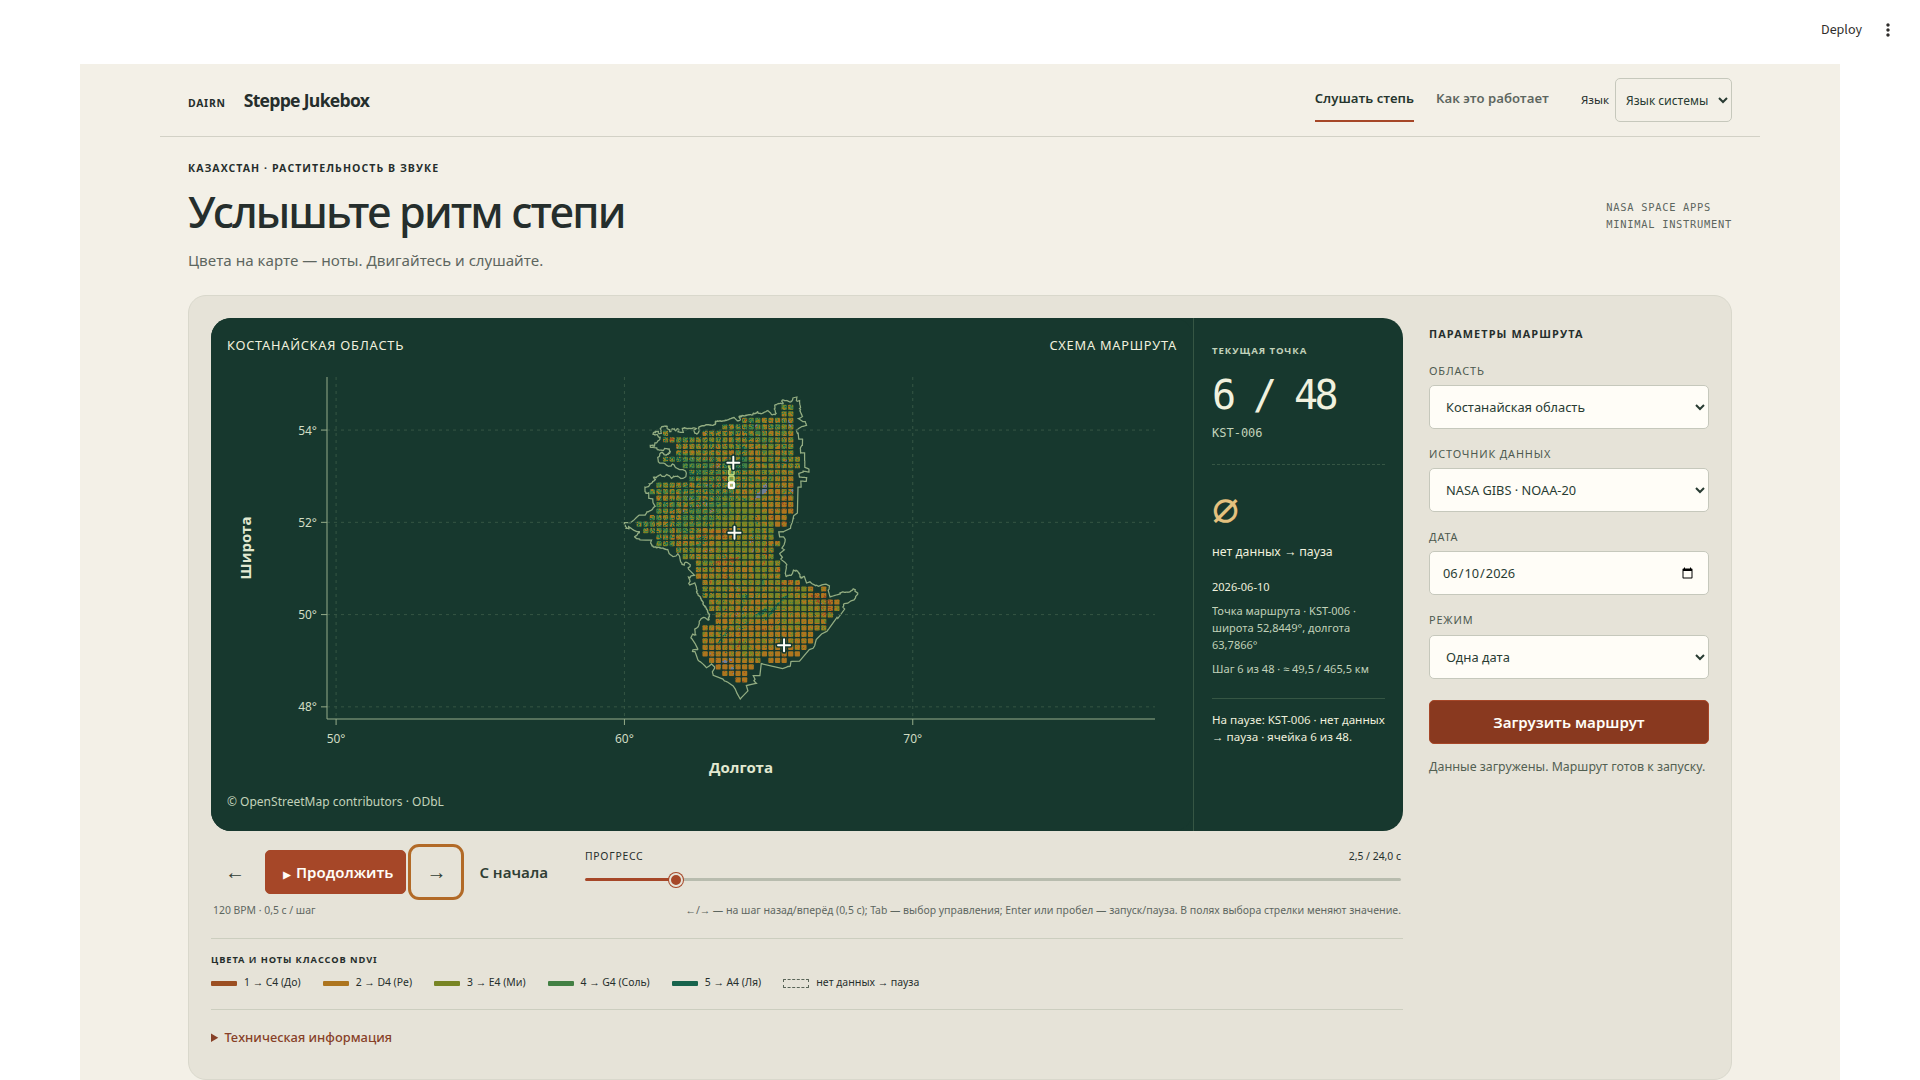 Deploy
DAIRN Steppe Jukebox
Слушать степь Как это работает Язык Язык системы
КАЗАХСТАН · РАСТИТЕЛЬНОСТЬ В ЗВУКЕ
Услышьте ритм степи
NASA SPACE APPS
MINIMAL INSTRUMENT
Цвета на карте — ноты. Двигайтесь и слушайте.
КОСТАНАЙСКАЯ ОБЛАСТЬ СХЕМА МАРШРУТА
54°
52°
50°
48°
Широта
50° 60° 70°
Долгота
© OpenStreetMap contributors · ODbL
ТЕКУЩАЯ ТОЧКА
6 / 48
KST-006
∅
нет данных → пауза
2026-06-10
Точка маршрута · KST-006 ·
широта 52,8449°, долгота
63,7866°
Шаг 6 из 48 · ≈ 49,5 / 465,5 км
На паузе: KST-006 · нет данных
→ пауза · ячейка 6 из 48.
ПАРАМЕТРЫ МАРШРУТА
ОБЛАСТЬ
Костанайская область
ИСТОЧНИК ДАННЫХ
NASA GIBS · NOAA-20
ДАТА
06/10/2026
РЕЖИМ
Одна дата
Загрузить маршрут
Данные загружены. Маршрут готов к запуску.
← ▶ Продолжить → С начала
ПРОГРЕСС 2,5 / 24,0 с
120 BPM · 0,5 с / шаг
←/→ — на шаг назад/вперёд (0,5 с); Tab — выбор управления; Enter или пробел — запуск/пауза. В полях выбора стрелки меняют значение.
ЦВЕТА И НОТЫ КЛАССОВ NDVI
1 → C4 (До) 2 → D4 (Ре) 3 → E4 (Ми) 4 → G4 (Соль) 5 → A4 (Ля) нет данных → пауза
▶ Техническая информация